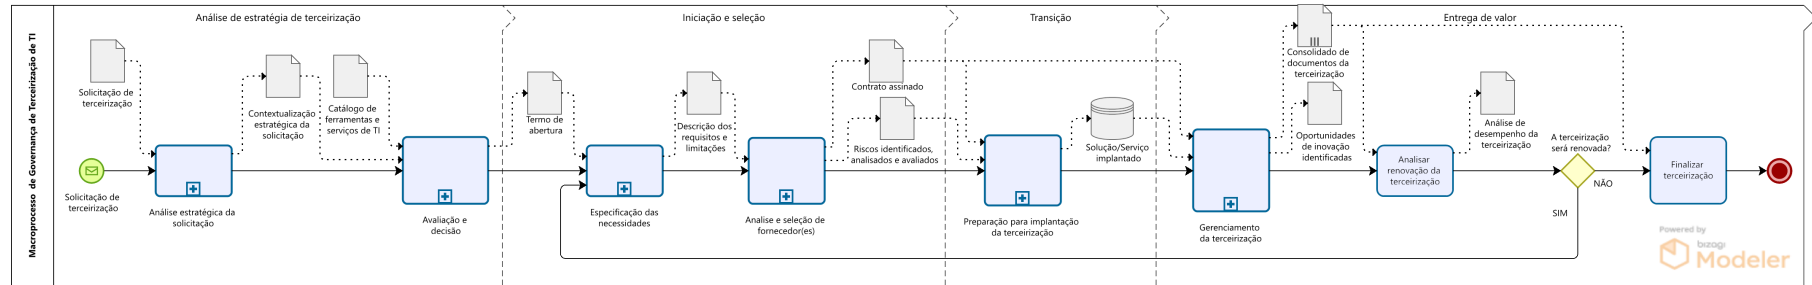 Macroprocesso de Governança de Terceirização de TI
Análise de estratégia de terceirização
Iniciação e seleção
Transição
Entrega de valor
Solicitação de
terceirização
Contextualização
estratégica da
solicitação
Catálogo de
ferramentas e
serviços de TI
Solicitação de
terceirização
Análise estratégica da
solicitação
Avaliação e
decisão
Termo de
abertura
Descrição dos
requisitos e
limitações
Contrato assinado
Riscos identificados,
analisados e avaliados
Especificação das
necessidades
Analise e seleção de
fornecedor(es)
Solução/Serviço
implantado
Preparação para implantação
da terceirização
Consolidado de
documentos da
terceirização
Oportunidades
de inovação
identificadas
Gerenciamento
da terceirização
Analisar
renovação da
terceirização
Análise de
desempenho da
terceirização
A terceirização
será renovada?
NÃO
SIM
Finalizar
terceirização
Powered by
bizagi
Modeler